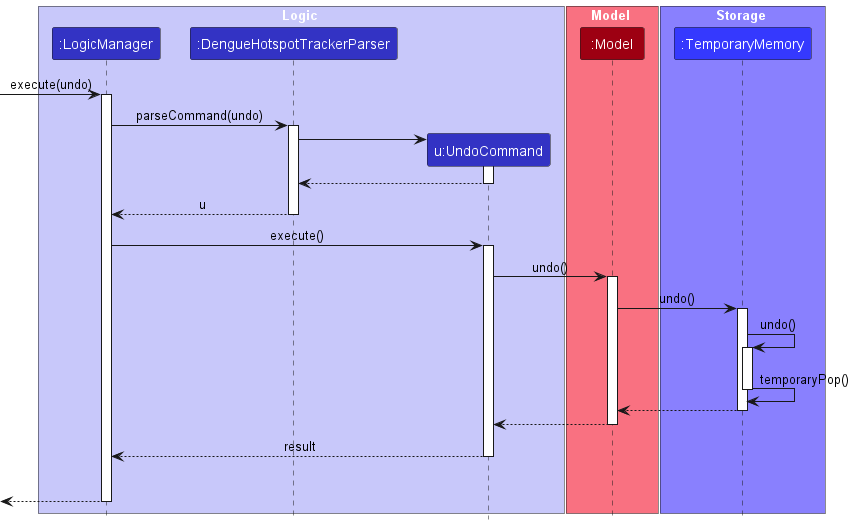 Logic
Model
Storage
:LogicManager
:DengueHotspotTrackerParser
:Model
:TemporaryMemory
execute(undo)
parseCommand(undo)
u:UndoCommand
u
execute()
undo()
undo()
undo()
temporaryPop()
result